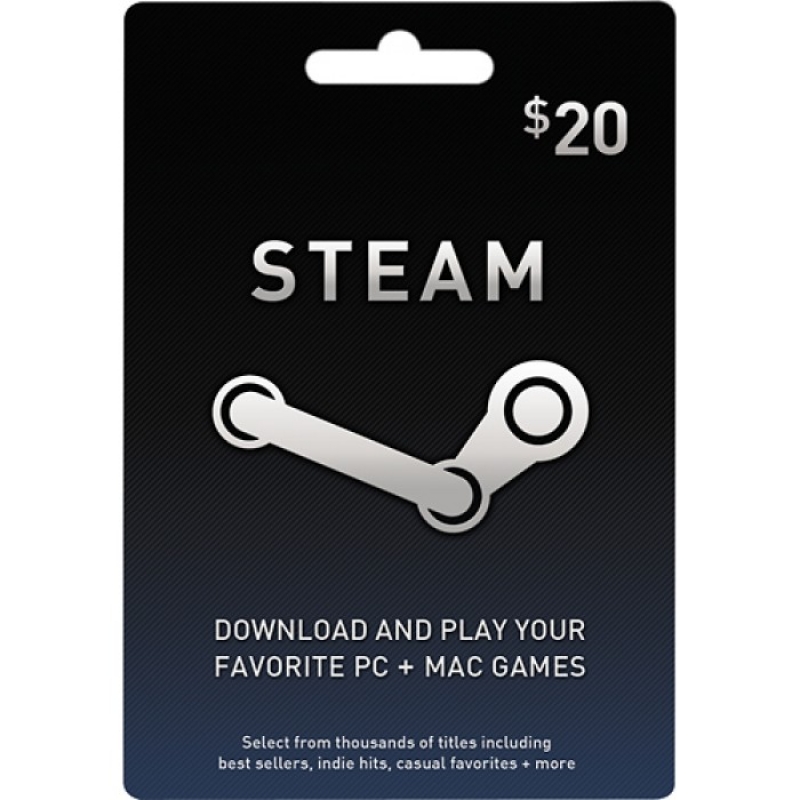 $20
STEAM
DOWNLOAD AND PLAY YOUR
FAVORITE PC + MAC GAMES
Select from thousands of titles including
best sellers, indie hits, casual favorites + more